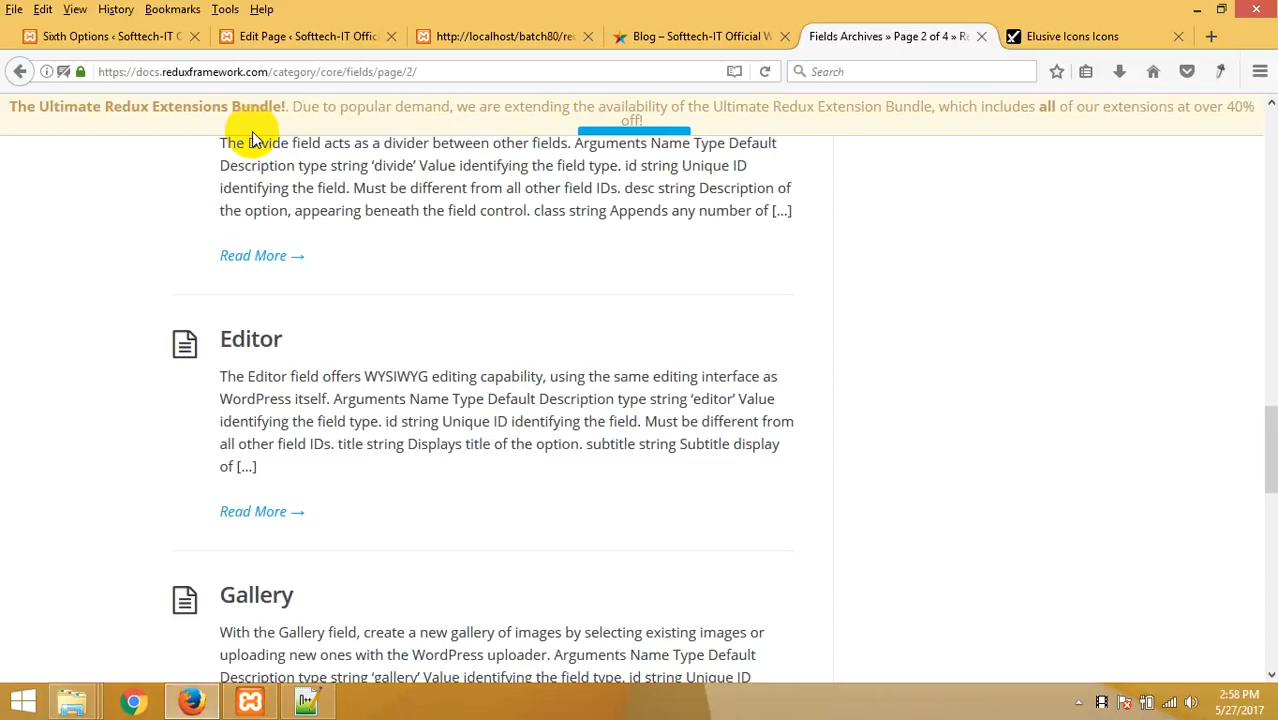 File Edit View History Bookmarks Tools Help
Sixth Options ‹ Softtech-IT O
Edit Page ‹ Softtech-IT Offic
http://localhost/batch80/re
Blog – Softtech-IT Official W
Fields Archives » Page 2 of 4 » R
Elusive Icons Icons
https://docs.reduxframework.com/category/core/fields/page/2/
Search
The Ultimate Redux Extensions Bundle!. Due to popular demand, we are extending the availability of the Ultimate Redux Extension Bundle, which includes all of our extensions at over 40%
off!
The Divide field acts as a divider between other fields. Arguments Name Type Default
Description type string ‘divide’ Value identifying the field type. id string Unique ID
identifying the field. Must be different from all other field IDs. desc string Description of
the option, appearing beneath the field control. class string Appends any number of […]
Read More →
Editor
The Editor field offers WYSIWYG editing capability, using the same editing interface as
WordPress itself. Arguments Name Type Default Description type string ‘editor’ Value
identifying the field type. id string Unique ID identifying the field. Must be different from
all other field IDs. title string Displays title of the option. subtitle string Subtitle display
of […]
Read More →
Gallery
With the Gallery field, create a new gallery of images by selecting existing images or
uploading new ones with the WordPress uploader. Arguments Name Type Default
Description type string ‘gallery’ Value identifying the field type. id string Unique ID
2:58 PM
5/27/2017